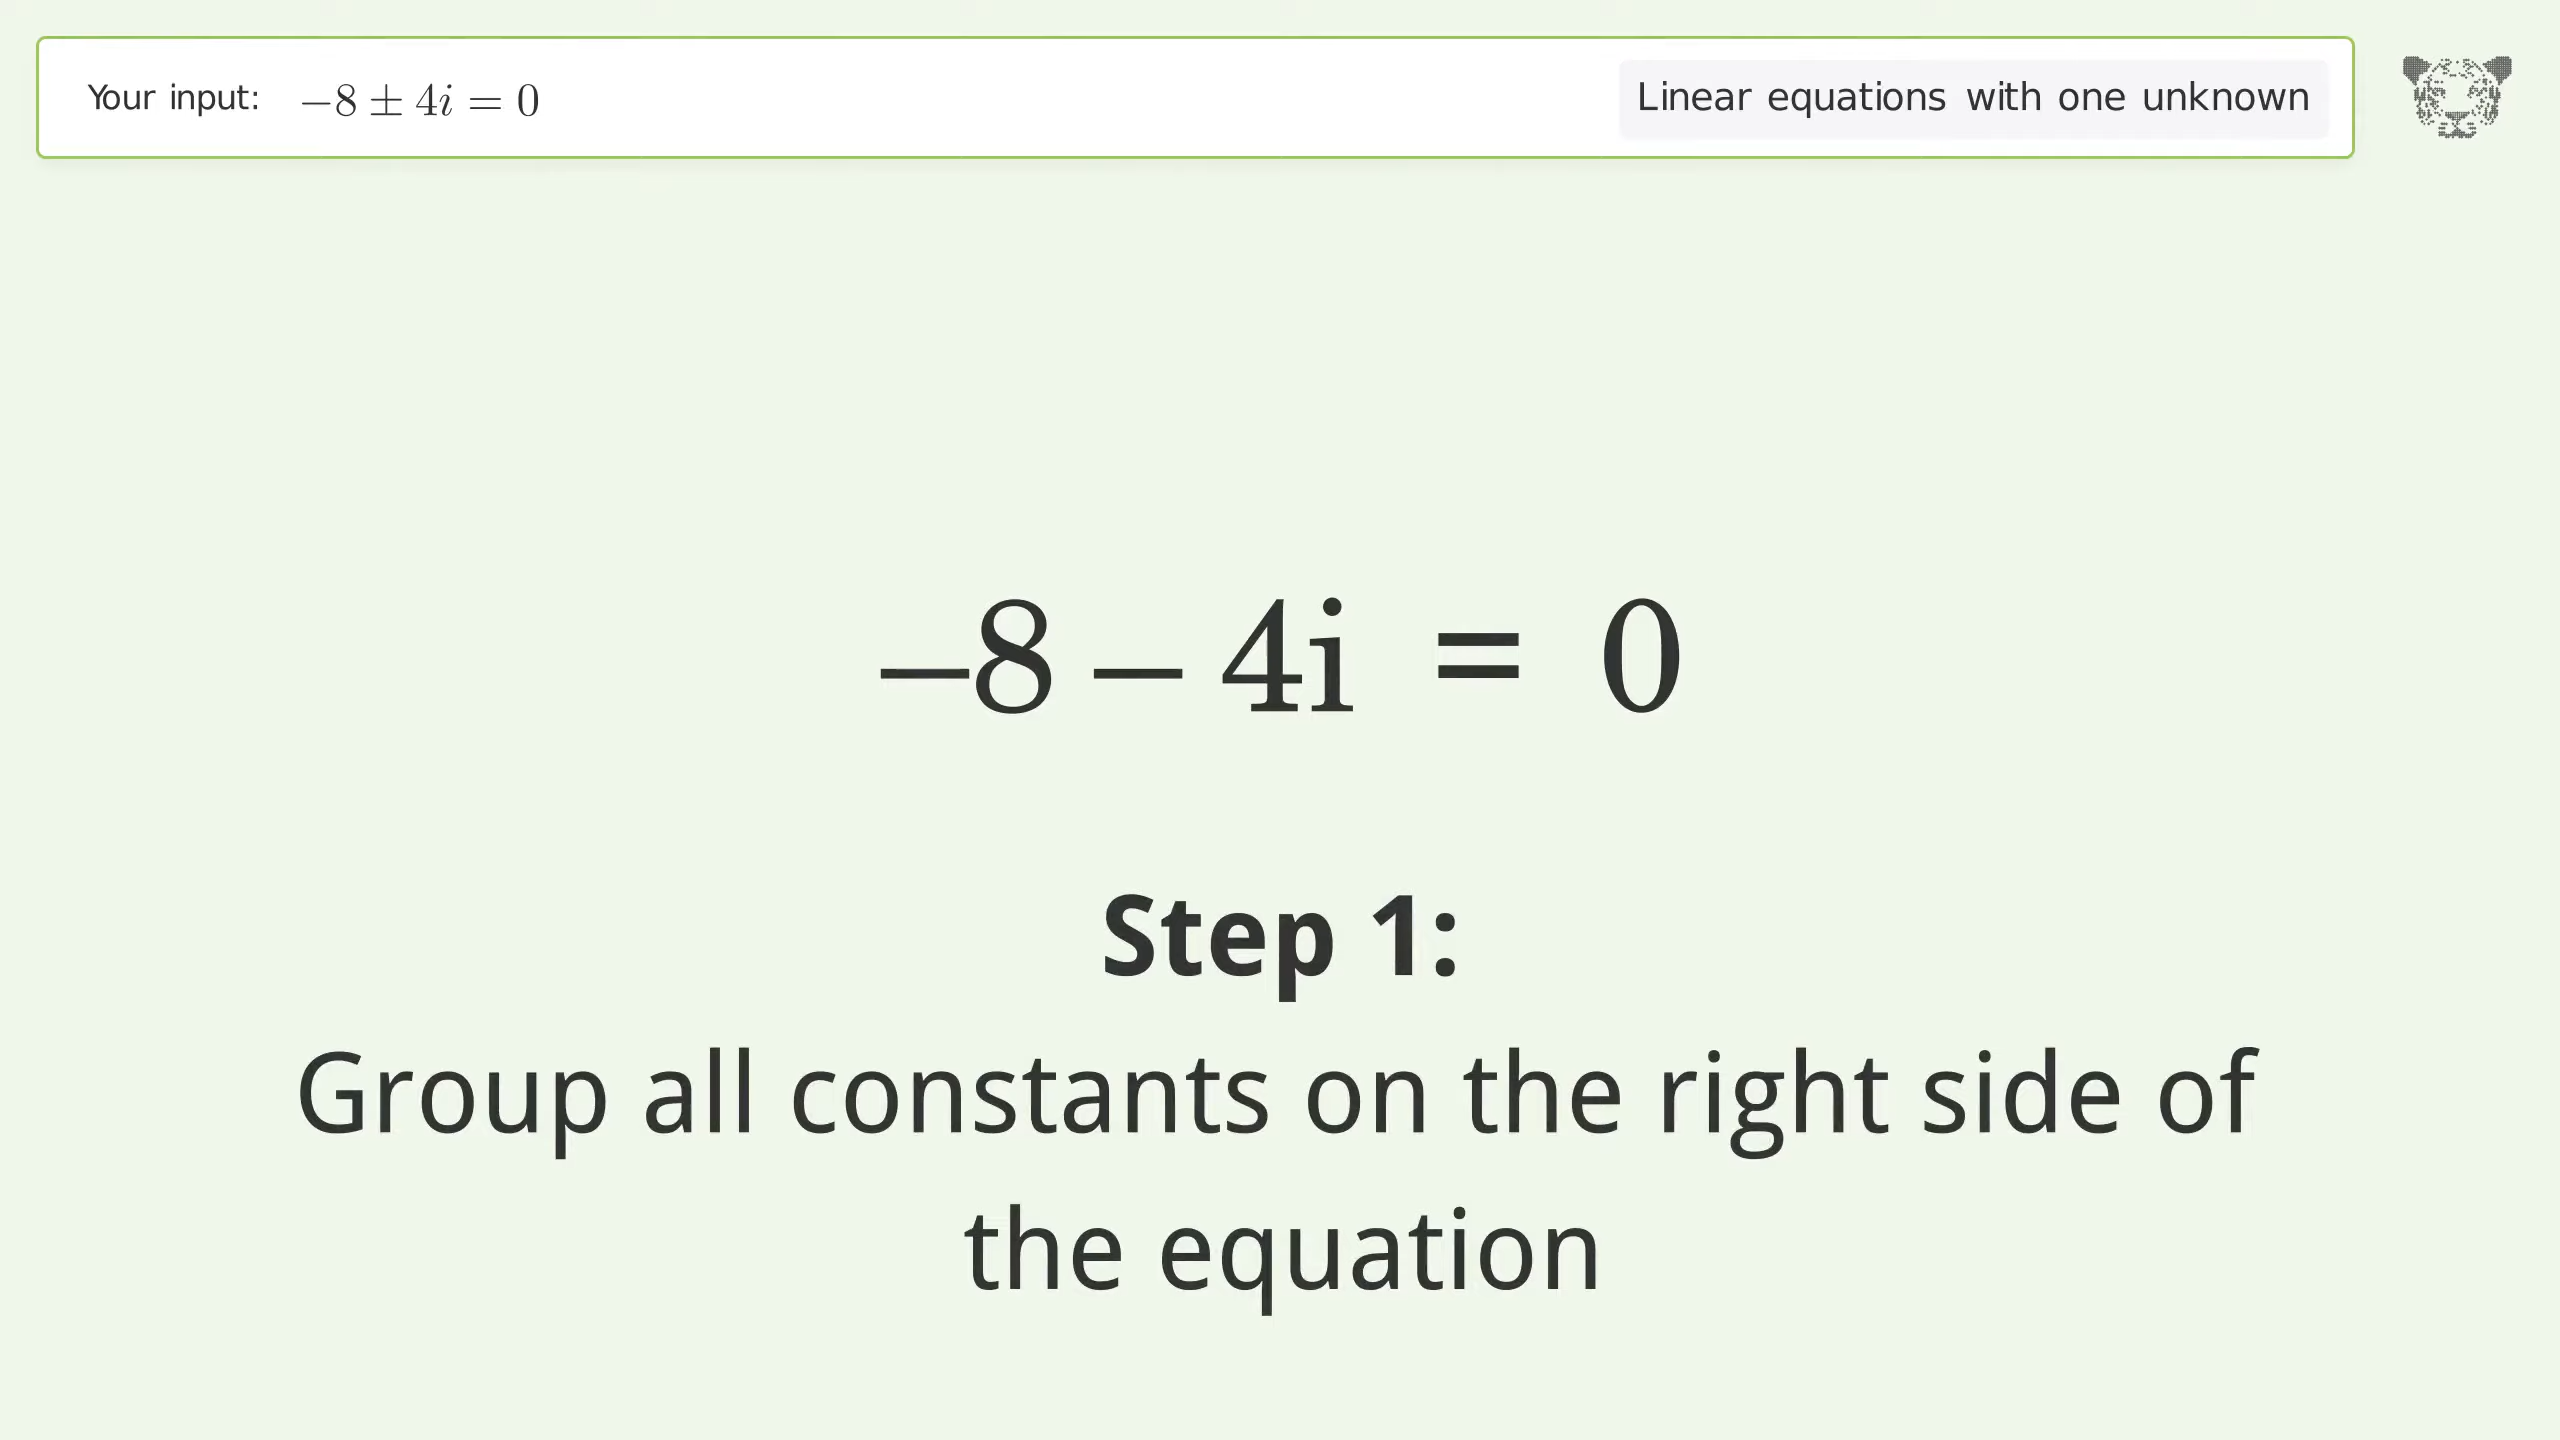 Your input: −8 ± 4i = 0
Linear equations with one unknown
–8 – 4i = 0
Step 1:
Group all constants on the right side of
the equation